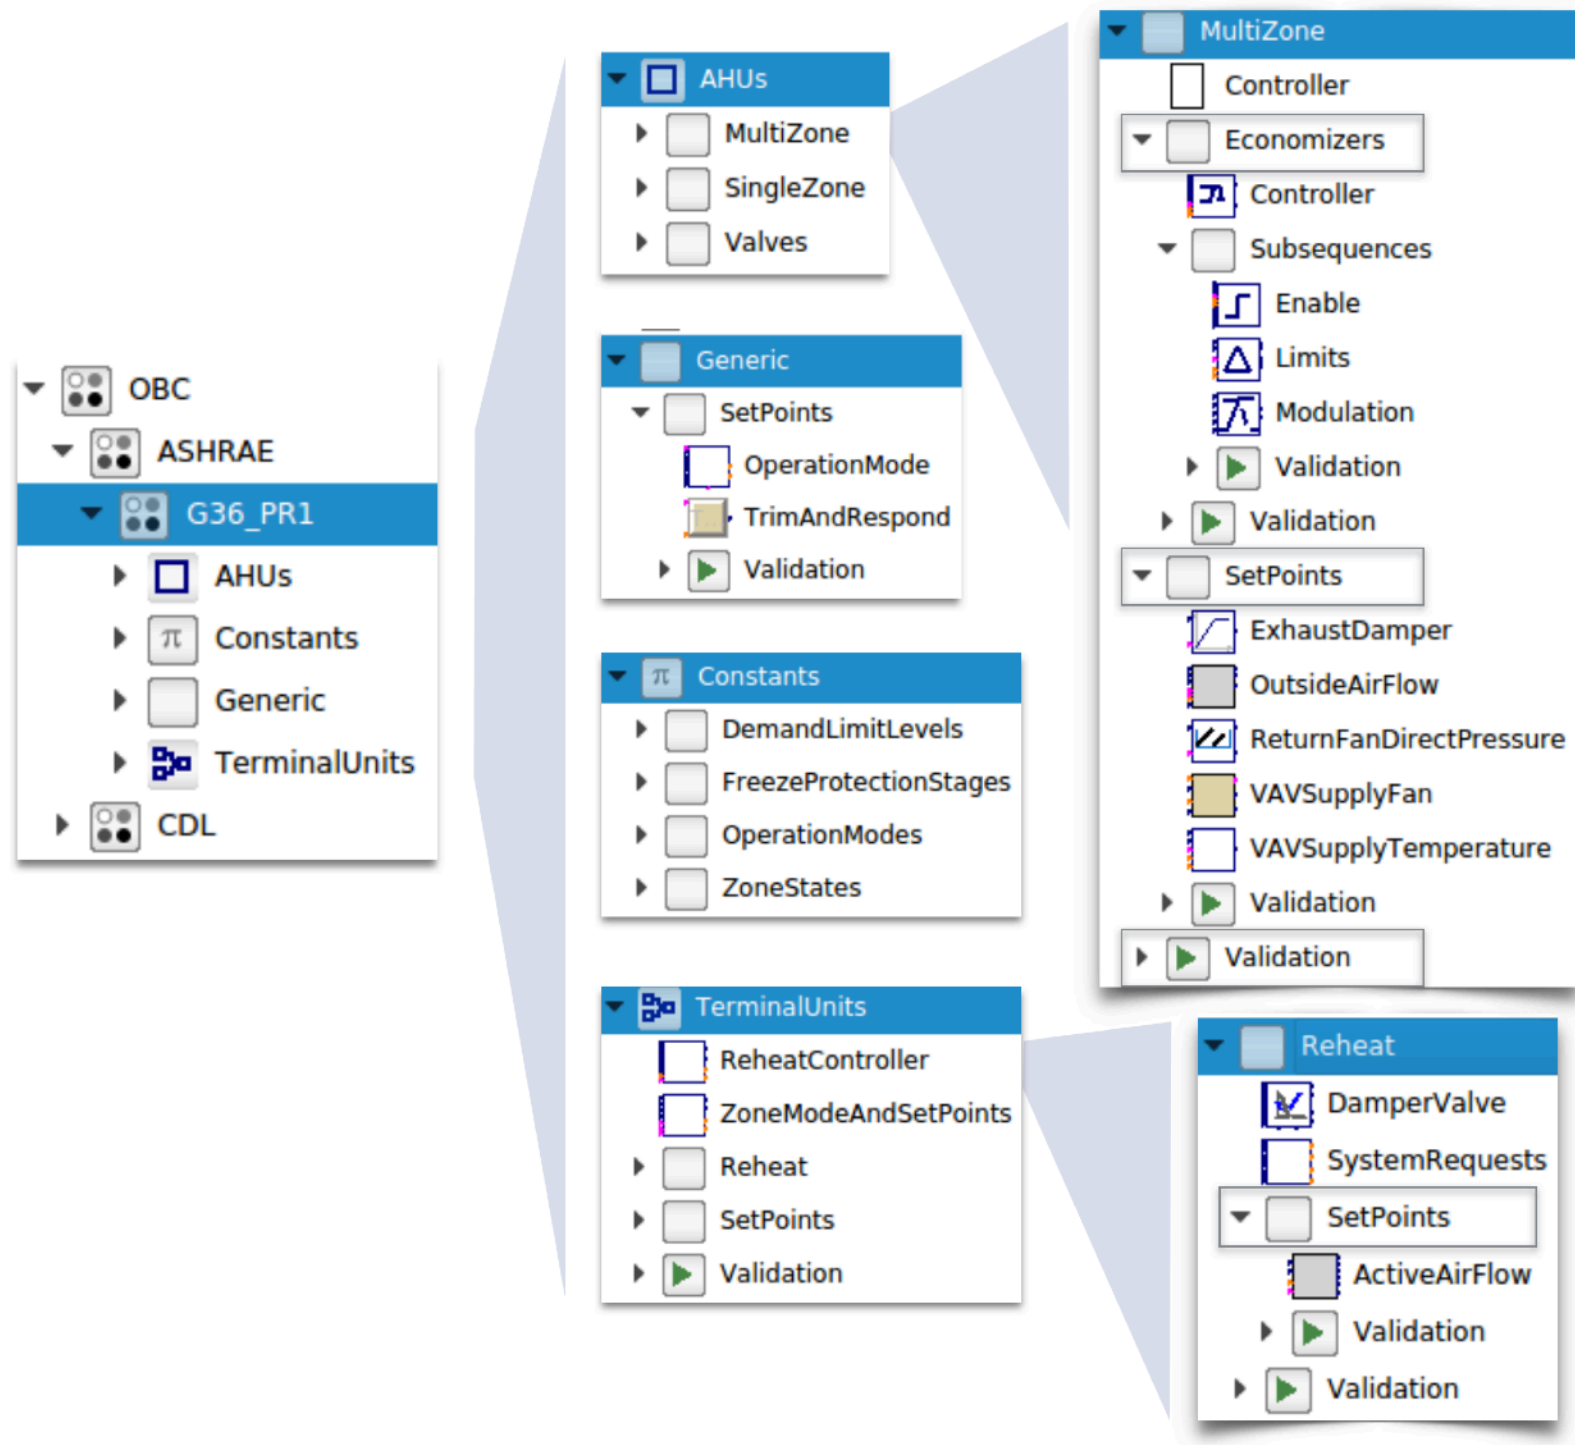 OBC
ASHRAE
G36_PR1
AHUs
π Constants
Generic
TerminalUnits
CDL
AHUs
MultiZone
SingleZone
Valves
Generic
SetPoints
OperationMode
TrimAndRespond
Validation
π Constants
DemandLimitLevels
FreezeProtectionStages
OperationModes
ZoneStates
TerminalUnits
ReheatController
ZoneModeAndSetPoints
Reheat
SetPoints
Validation
MultiZone
Controller
Economizers
Controller
Subsequences
Enable
Limits
Modulation
Validation
Validation
SetPoints
ExhaustDamper
OutsideAirFlow
ReturnFanDirectPressure
VAVSupplyFan
VAVSupplyTemperature
Validation
Validation
Reheat
DamperValve
SystemRequests
SetPoints
ActiveAirFlow
Validation
Validation